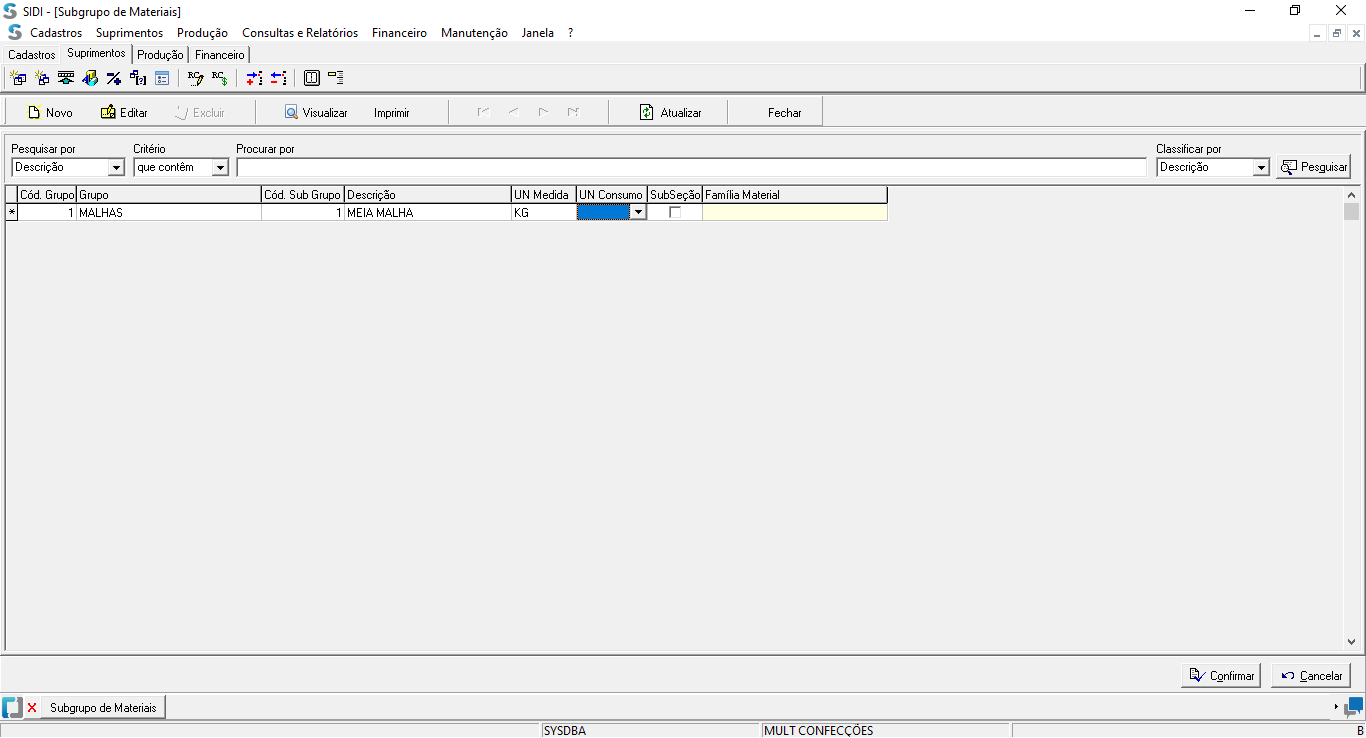 SIDI - [Subgrupo de Materiais]
Cadastros Suprimentos Produção Consultas e Relatórios Financeiro Manutenção Janela ?
Cadastros Suprimentos Produção Financeiro
Novo Editar Excluir Visualizar Imprimir Atualizar Fechar
Pesquisar por Critério Procurar por Classificar por
Descrição que contêm Descrição Pesquisar
Cód. Grupo Grupo Cód. Sub Grupo Descrição UN Medida UN Consumo SubSeção Família Material
* 1 MALHAS 1 MEIA MALHA KG
Confirmar Cancelar
Subgrupo de Materiais
SYSDBA MULT CONFECÇÕES B